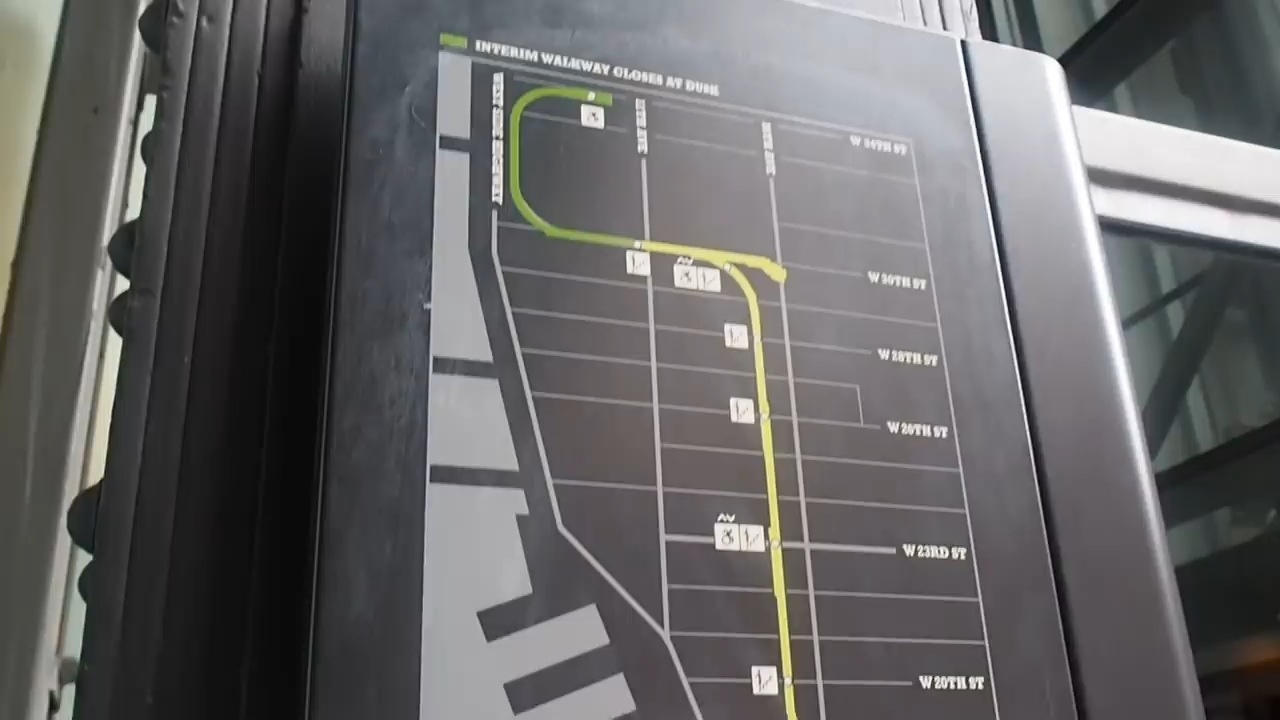 INTERIM WALKWAY CLOSES AT DUSK
W 34TH ST
W 30TH ST
W 28TH ST
W 26TH ST
W 23RD ST
W 20TH ST